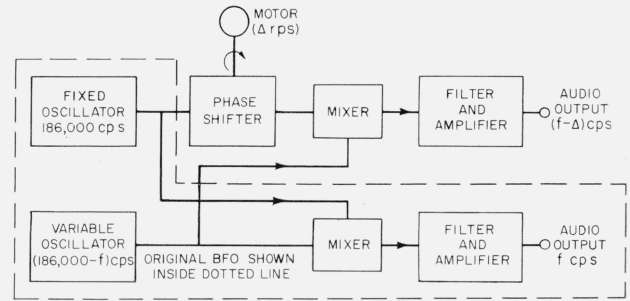 MOTOR
(Δ rps)
FIXED
OSCILLATOR
186,000 cps
PHASE
SHIFTER
MIXER
FILTER
AND
AMPLIFIER
AUDIO
OUTPUT
(f-Δ)cps
VARIABLE
OSCILLATOR
(186,000-f)cps
ORIGINAL BFO SHOWN
INSIDE DOTTED LINE
MIXER
FILTER
AND
AMPLIFIER
AUDIO
OUTPUT
f cps